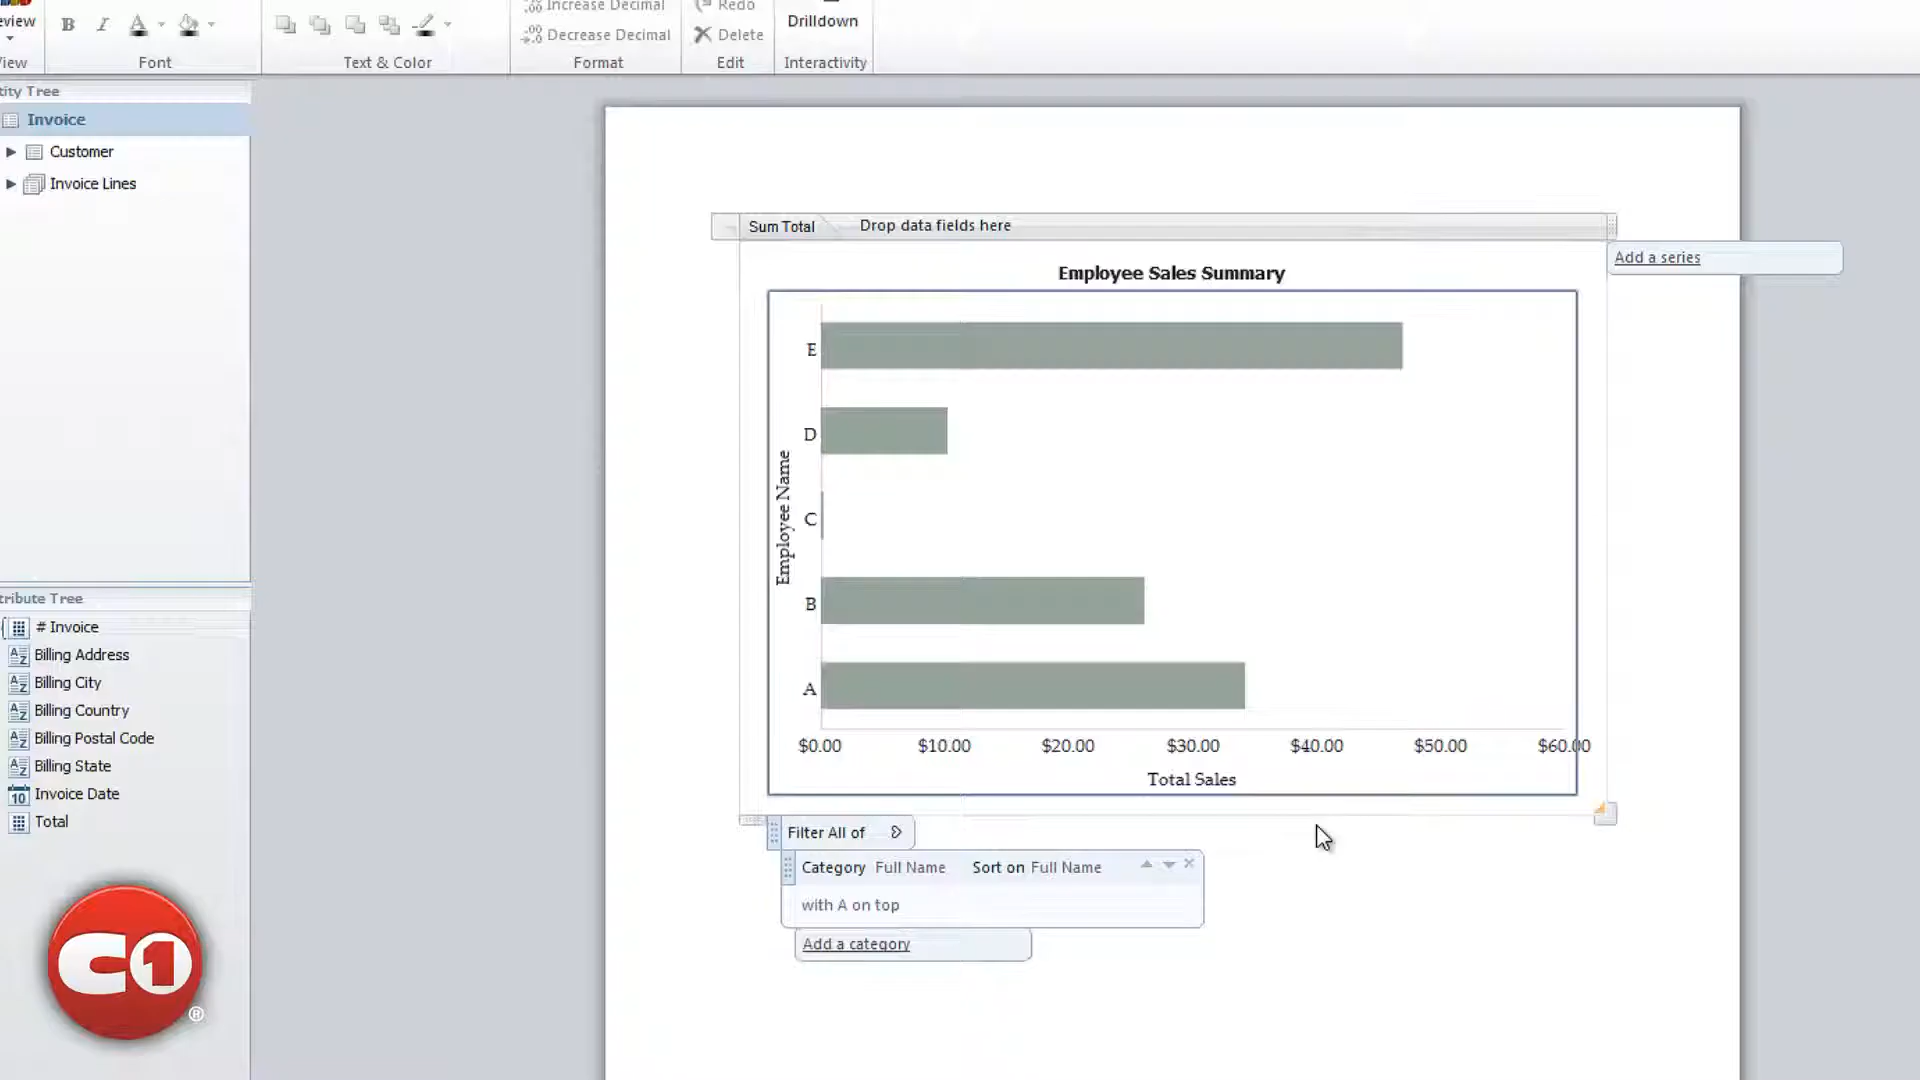 Increase Decimal
Redo
B I A
Decrease Decimal
Delete
Drilldown
Font
Text & Color
Format
Edit
Interactivity
Invoice
Customer
Invoice Lines
Sum Total
Drop data fields here
Add a series
Employee Sales Summary
E
D
C
B
A
Employee Name
$0.00 $10.00 $20.00 $30.00 $40.00 $50.00 $60.00
Total Sales
Filter All of
Category Full Name Sort on Full Name
with A on top
Add a category
Tree
# Invoice
Billing Address
Billing City
Billing Country
Billing Postal Code
Billing State
10 Invoice Date
Total
C1
®